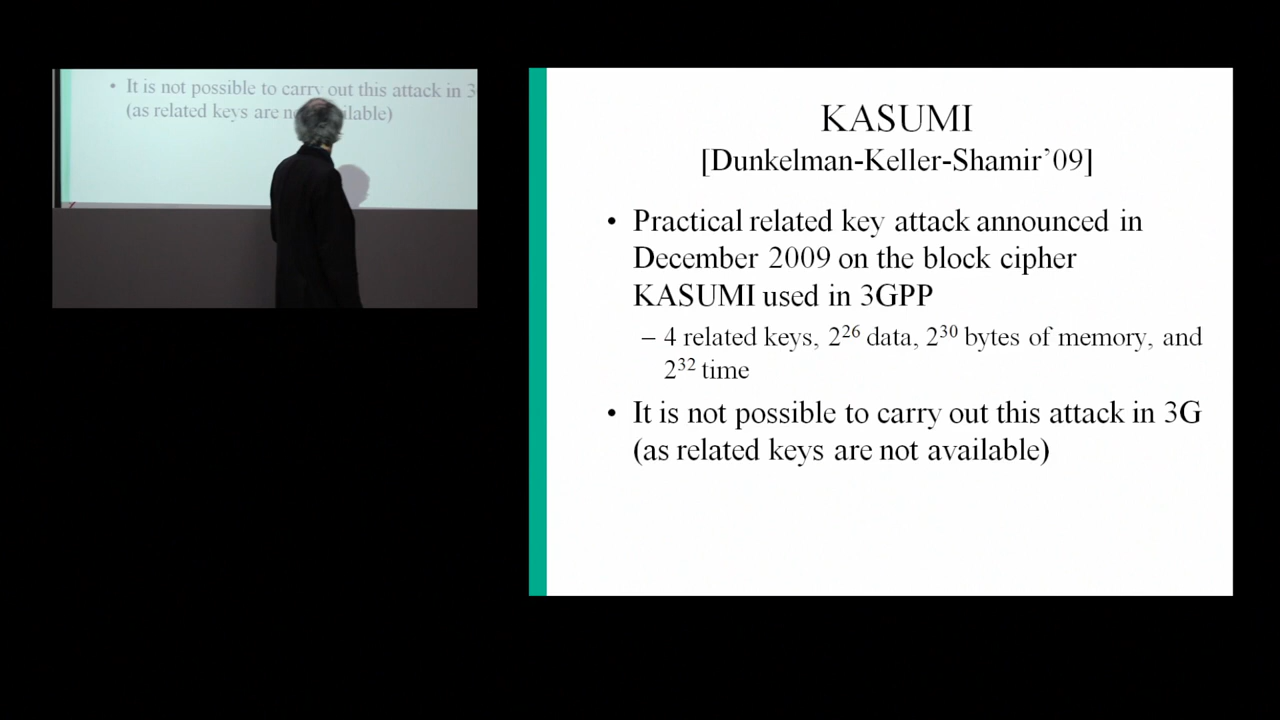 • It is not possible to carry out this attack in 3
(as related keys are no ilable)
KASUMI
[Dunkelman-Keller-Shamir’09]
• Practical related key attack announced in
December 2009 on the block cipher
KASUMI used in 3GPP
– 4 related keys, 2²⁶ data, 2³⁰ bytes of memory, and
2³² time
• It is not possible to carry out this attack in 3G
(as related keys are not available)